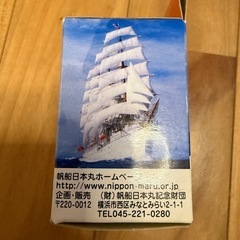 帆船日本丸ホームページ
http://www.nippon-maru.or.jp
企画・販売 (財)帆船日本丸記念財団
〒220-0012 横浜市西区みなとみらい2-1-1
TEL045-221-0280